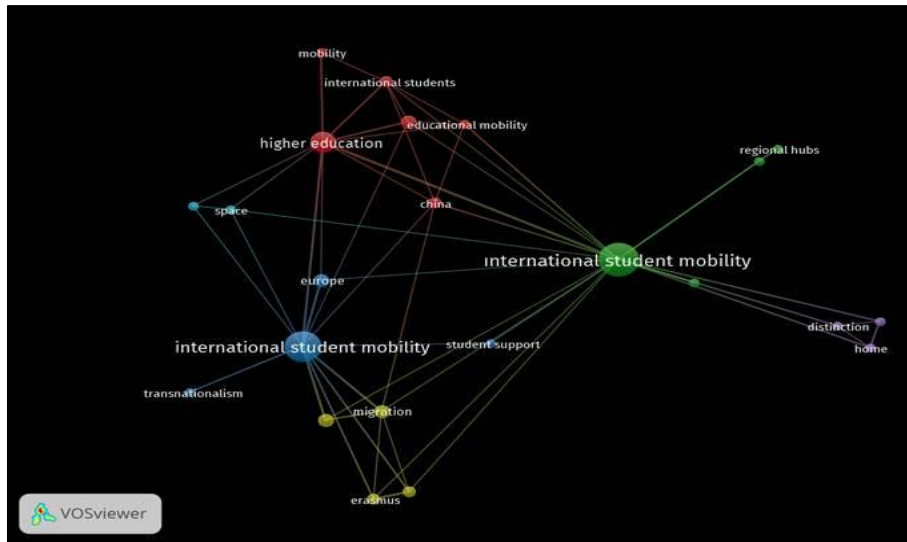 mobility
international students
educational mobility
higher education
regional hubs
china
space
ınternational student mobility
europe
distinction
international student mobility
student support
home
transnationalism
migration
erasmus
VOSviewer